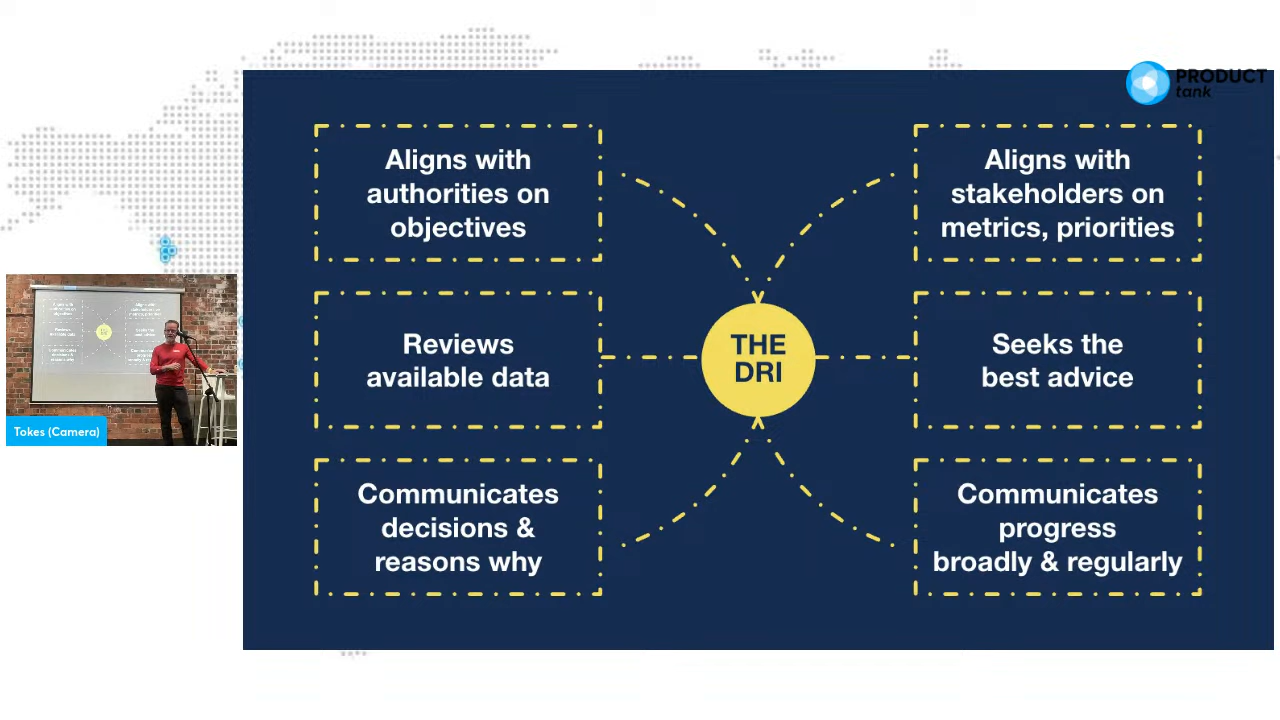 PRODUCT
tank
Aligns with
authorities on
objectives
Aligns with
stakeholders on
metrics, priorities
Reviews
available data
THE
DRI
Seeks the
best advice
Communicates
decisions &
reasons why
Communicates
progress
broadly & regularly
Tokes (Camera)